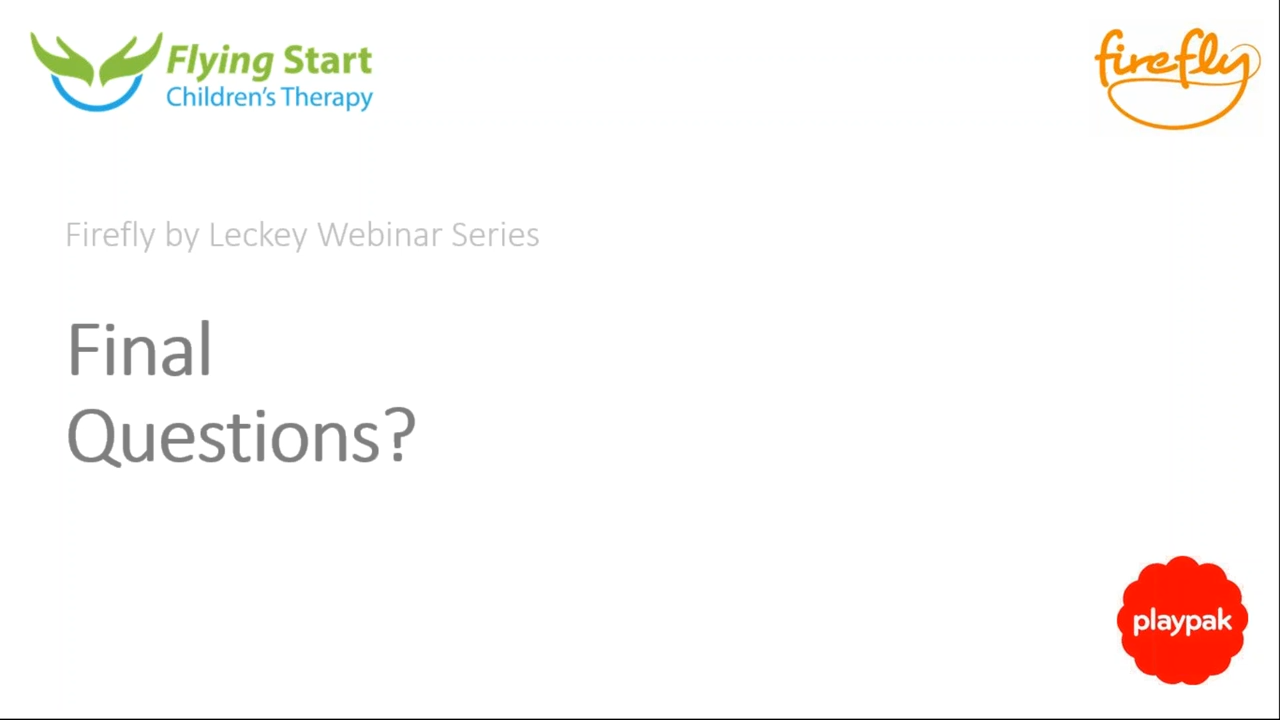 Flying Start
Children's Therapy
firefly
Firefly by Leckey Webinar Series
Final
Questions?
playpak